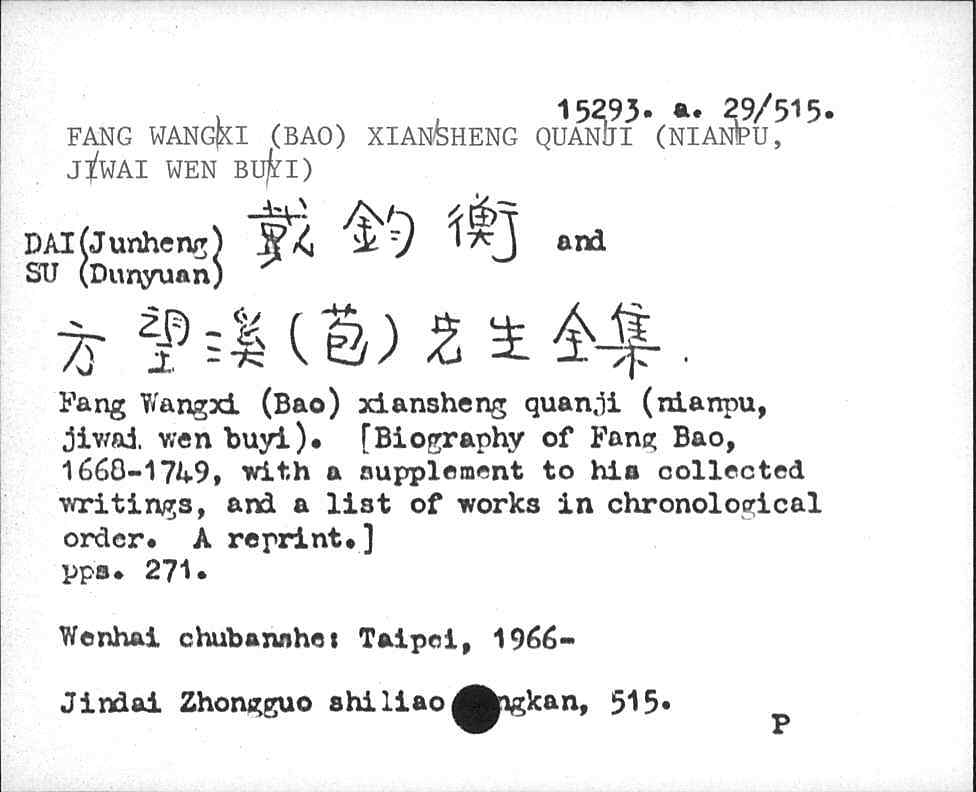 15293. a. 29/515.
FANG WANGXI (BAO) XIANSHENG QUANJI (NIANPU,
JIWAI WEN BUYI)
DAI (Junheng) 戴鈞衡 and
SU (Dunyuan)
方望溪(苞)先生全集.
Fang Wangxi (Bao) xiansheng quanji (nianpu,
jiwai wen buyi). [Biography of Fang Bao,
1668-1749, with a supplement to his collected
writings, and a list of works in chronological
order. A reprint.]
pps. 271.
Wenhai chubanshe: Taipei, 1966-
Jindai Zhongguo shiliao ngkan, 515.
P